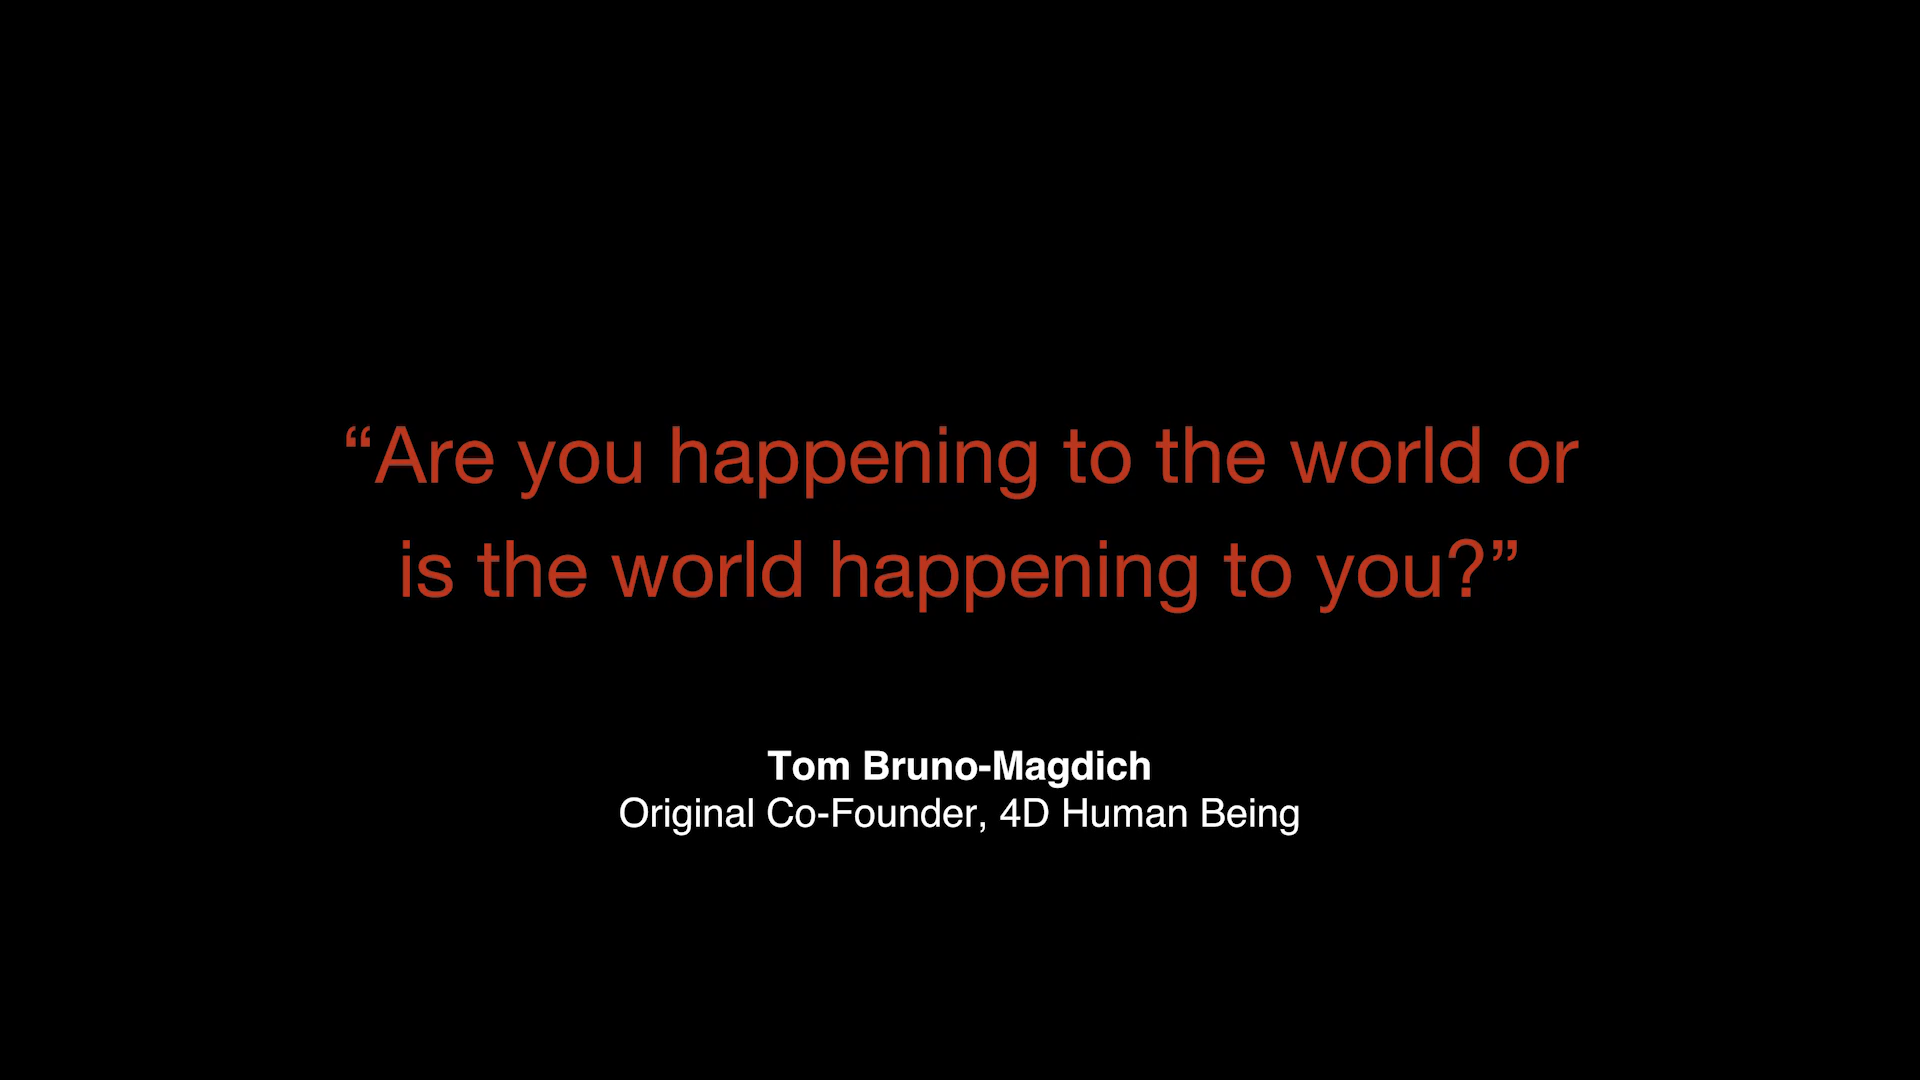 “Are you happening to the world or
is the world happening to you?”
Tom Bruno-Magdich
Original Co-Founder, 4D Human Being